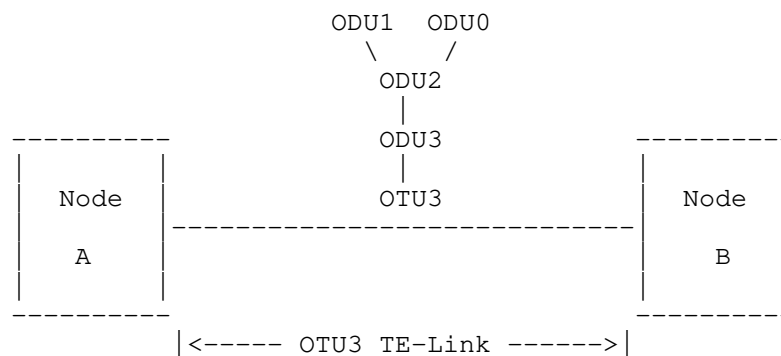 ODU1 ODU0
ODU2
ODU3
Node OTU3 Node
A B
|<----- OTU3 TE-Link ------>|